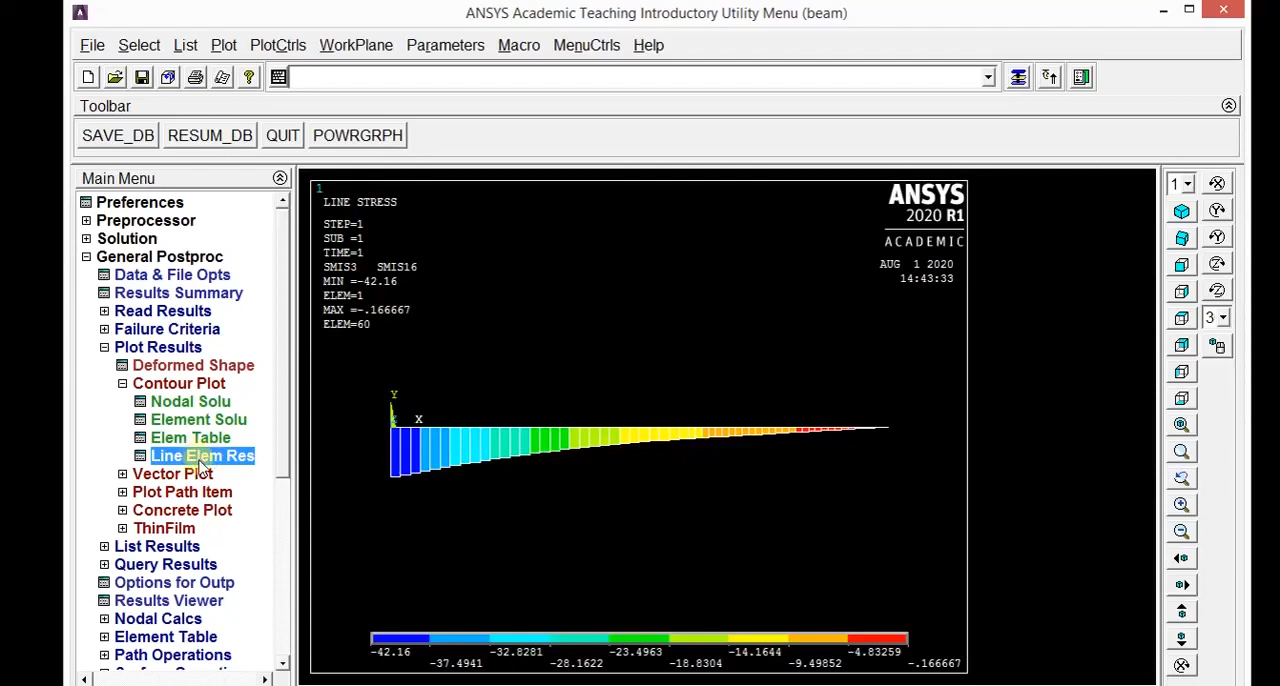 ANSYS Academic Teaching Introductory Utility Menu (beam)
File Select List Plot PlotCtrls WorkPlane Parameters Macro MenuCtrls Help
Toolbar
SAVE_DB RESUM_DB QUIT POWRGRPH
Main Menu
Preferences
Preprocessor
Solution
General Postproc
Data & File Opts
Results Summary
Read Results
Failure Criteria
Plot Results
Deformed Shape
Contour Plot
Nodal Solu
Element Solu
Elem Table
Line Elem Res
Vector Plot
Plot Path Item
Concrete Plot
ThinFilm
List Results
Query Results
Options for Outp
Results Viewer
Nodal Calcs
Element Table
Path Operations
1
LINE STRESS
STEP=1
SUB =1
TIME=1
SMIS3 SMIS16
MIN =-42.16
ELEM=1
MAX =-.166667
ELEM=60
ANSYS
2020 R1
ACADEMIC
AUG 1 2020
14:43:33
Y
X
-42.16 -32.8281 -23.4963 -14.1644 -4.83259
-37.4941 -28.1622 -18.8304 -9.49852 -.166667
1
3